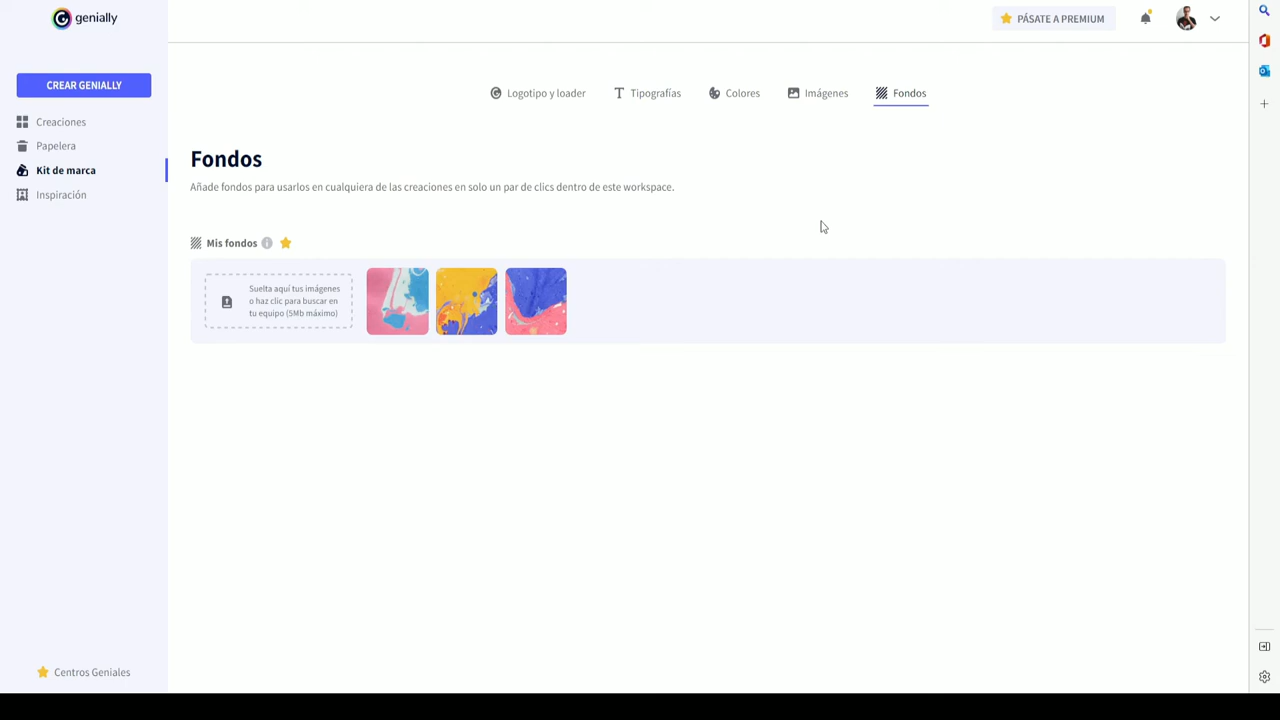 genially
PÁSATE A PREMIUM
CREAR GENIALLY
Creaciones
Papelera
Kit de marca
Inspiración
Logotipo y loader
Tipografías
Colores
Imágenes
Fondos
Fondos
Añade fondos para usarlos en cualquiera de las creaciones en solo un par de clics dentro de este workspace.
Mis fondos
Suelta aquí tus imágenes
o haz clic para buscar en
tu equipo (5Mb máximo)
Centros Geniales